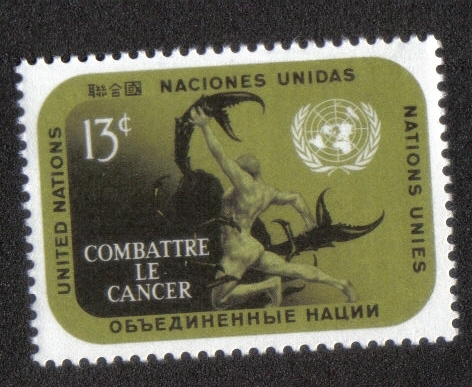 聯合國 NACIONES UNIDAS
13¢
UNITED NATIONS
NATIONS UNIES
COMBATTRE
LE
CANCER
ОБЪЕДИНЕННЫЕ НАЦИИ